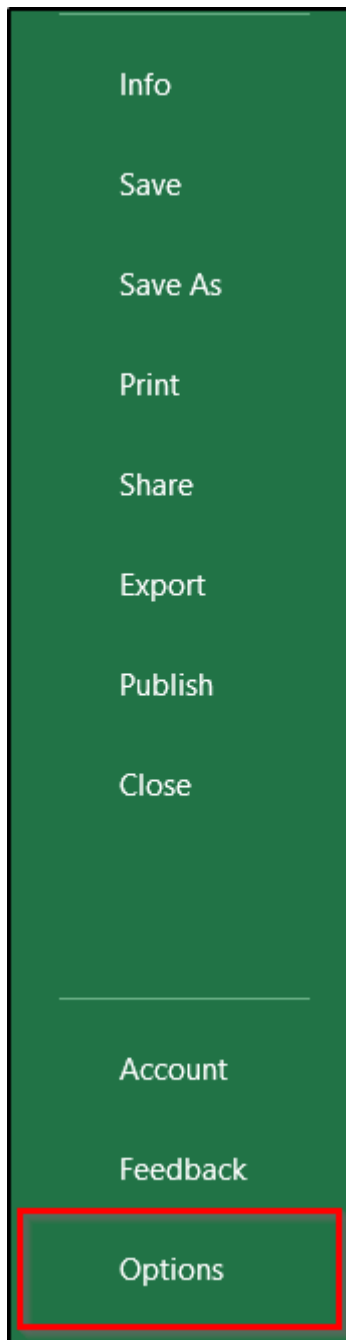 Info
Save
Save As
Print
Share
Export
Publish
Close
Account
Feedback
Options